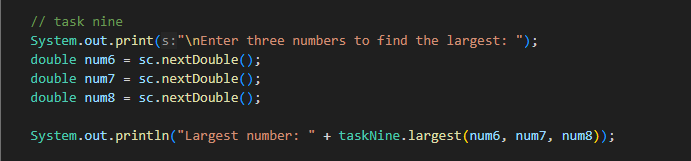 // task nine
System.out.print(s:"\nEnter three numbers to find the largest: ");
double num6 = sc.nextDouble();
double num7 = sc.nextDouble();
double num8 = sc.nextDouble();
System.out.println("Largest number: " + taskNine.largest(num6, num7, num8));